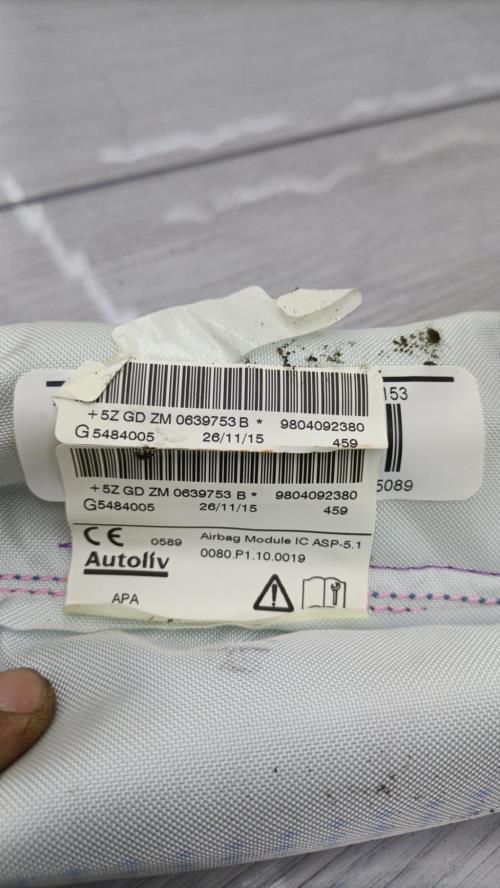 153
+5Z GD ZM 0639753 B * 9804092380
G5484005 26/11/15 459
5089
+5Z GD ZM 0639753 B * 9804092380
G5484005 26/11/15 459
CE 0589 Airbag Module IC ASP-5.1
Autoliv 0080.P1.10.0019
APA